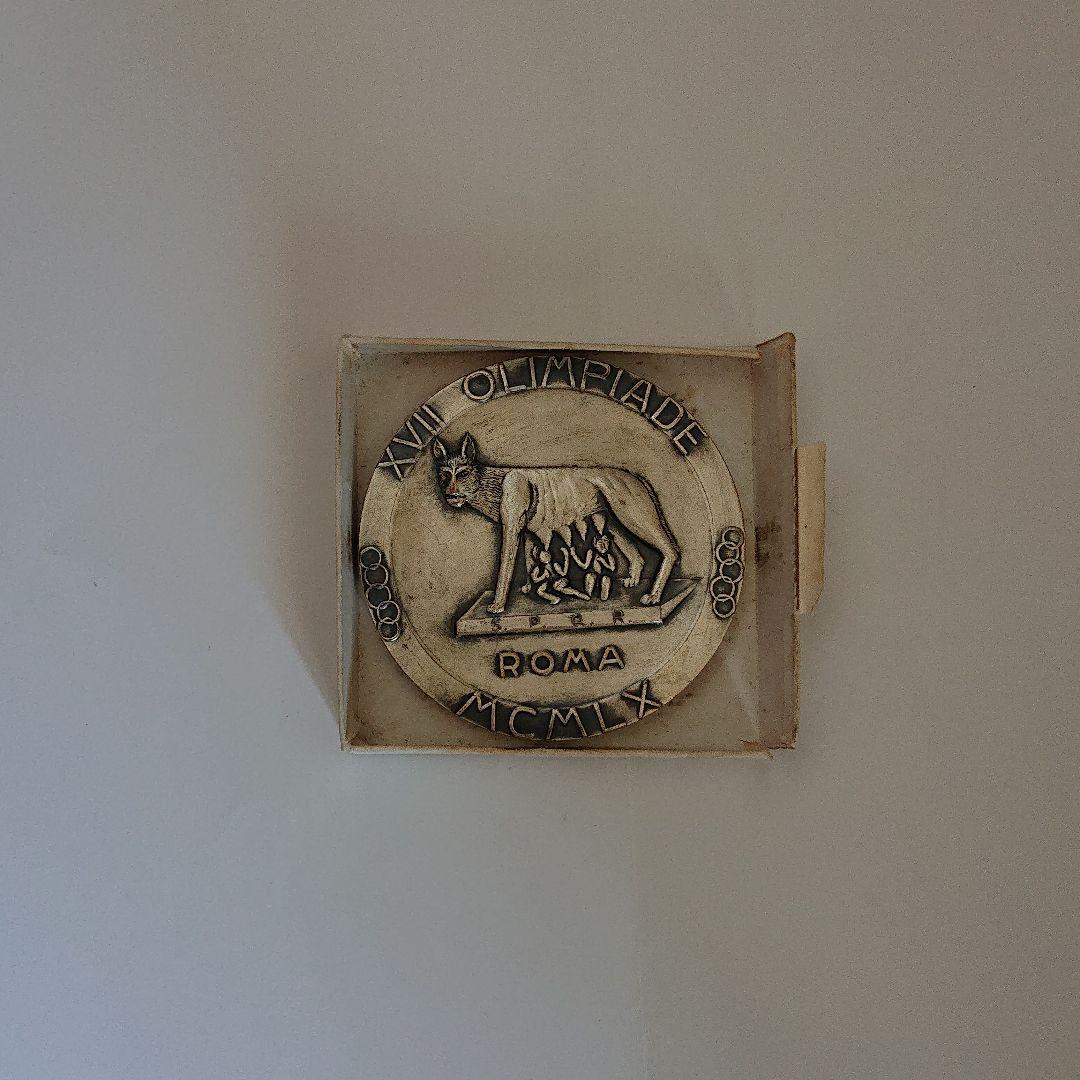 XVII OLIMPIADE
S.P.Q.R.
ROMA
MCMLX